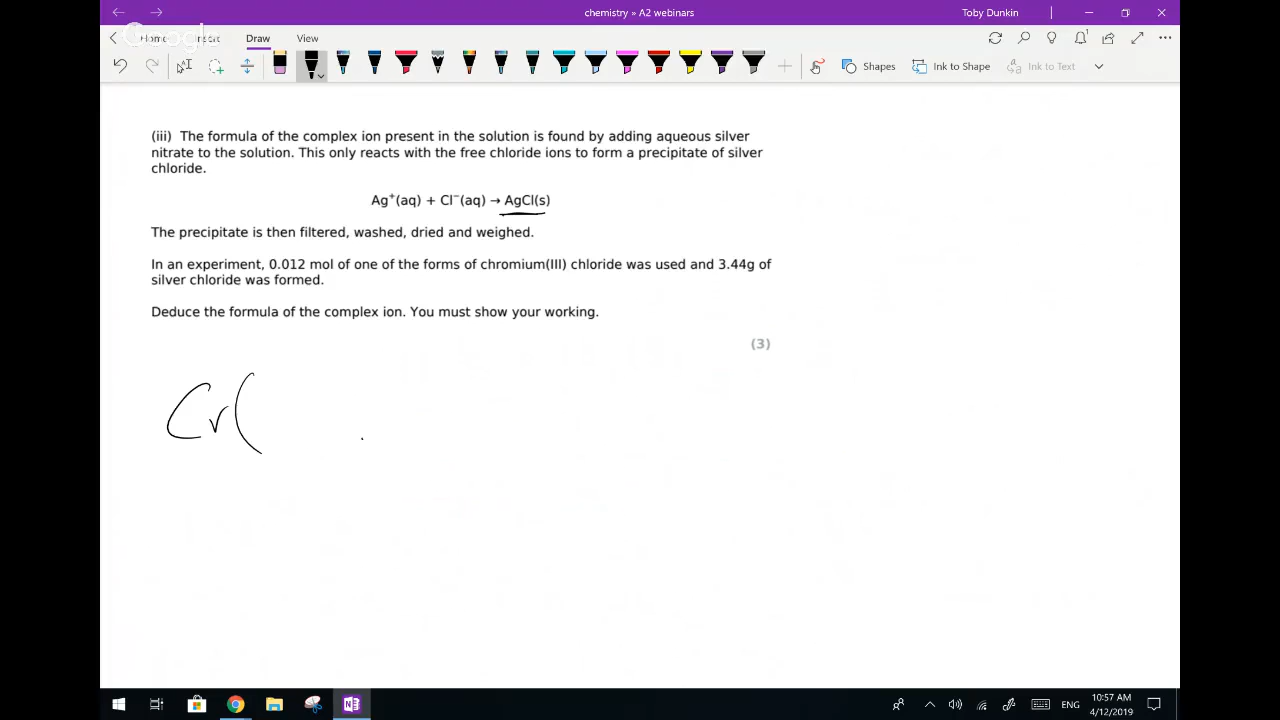 chemistry » A2 webinars
Toby Dunkin
Google
Home
Insert
Draw
View
Shapes
Ink to Shape
Ink to Text
(iii) The formula of the complex ion present in the solution is found by adding aqueous silver
nitrate to the solution. This only reacts with the free chloride ions to form a precipitate of silver
chloride.
Ag⁺(aq) + Cl⁻(aq) → AgCl(s)
The precipitate is then filtered, washed, dried and weighed.
In an experiment, 0.012 mol of one of the forms of chromium(III) chloride was used and 3.44g of
silver chloride was formed.
Deduce the formula of the complex ion. You must show your working.
(3)
Cr(
ENG
10:57 AM
4/12/2019